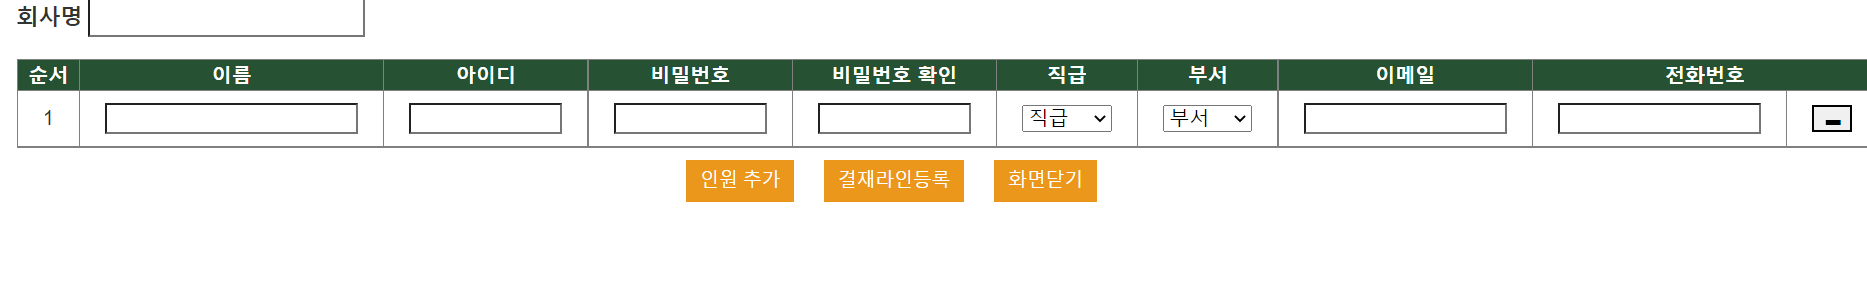 회사명
순서 이름 아이디 비밀번호 비밀번호 확인 직급 부서 이메일 전화번호
1 직급 부서 -
인원 추가 결재라인등록 화면닫기